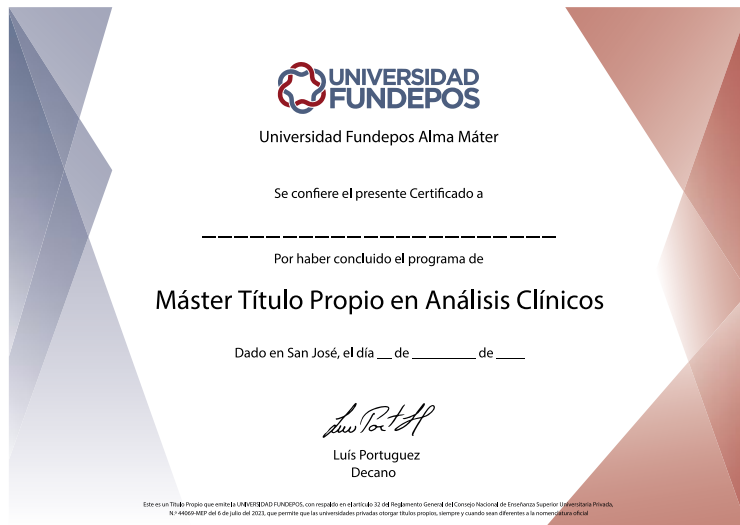 UNIVERSIDAD
FUNDEPOS
Universidad Fundepos Alma Máter
Se confiere el presente Certificado a
Por haber concluido el programa de
Máster Título Propio en Análisis Clínicos
Dado en San José, el día __ de ________ de ____
Luís Portuguez
Decano
Este es un Título Propio que emite la UNIVERSIDAD FUNDEPOS, con respaldo en el artículo 32 del Reglamento General del Consejo Nacional de Enseñanza Superior Universitaria Privada,
N.º 44069-MEP del 6 de julio del 2023, que permite que las universidades privadas otorgar títulos propios, siempre y cuando sean diferentes a la nomenclatura oficial